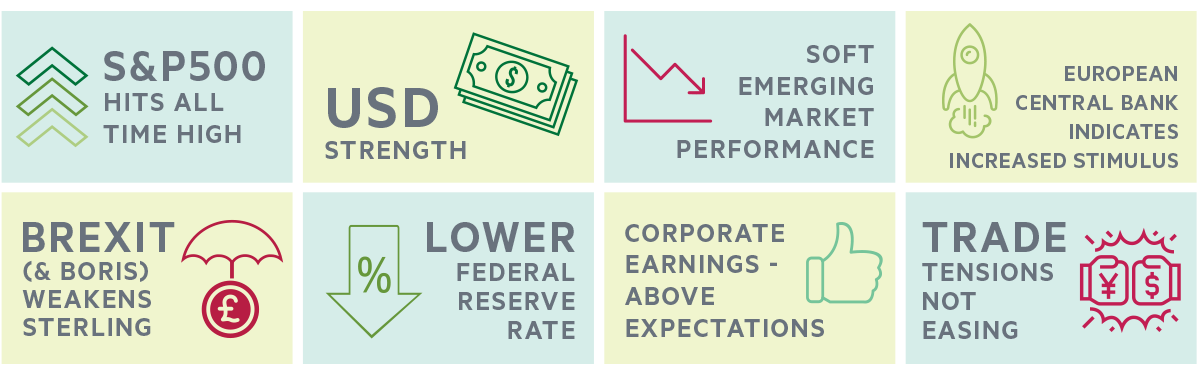 S&P500
HITS ALL
TIME HIGH
USD
STRENGTH
$
SOFT
EMERGING
MARKET
PERFORMANCE
EUROPEAN
CENTRAL BANK
INDICATES
INCREASED STIMULUS
BREXIT
(& BORIS)
WEAKENS
STERLING
£
%
LOWER
FEDERAL
RESERVE
RATE
CORPORATE
EARNINGS -
ABOVE
EXPECTATIONS
TRADE
TENSIONS
NOT
EASING
¥ $